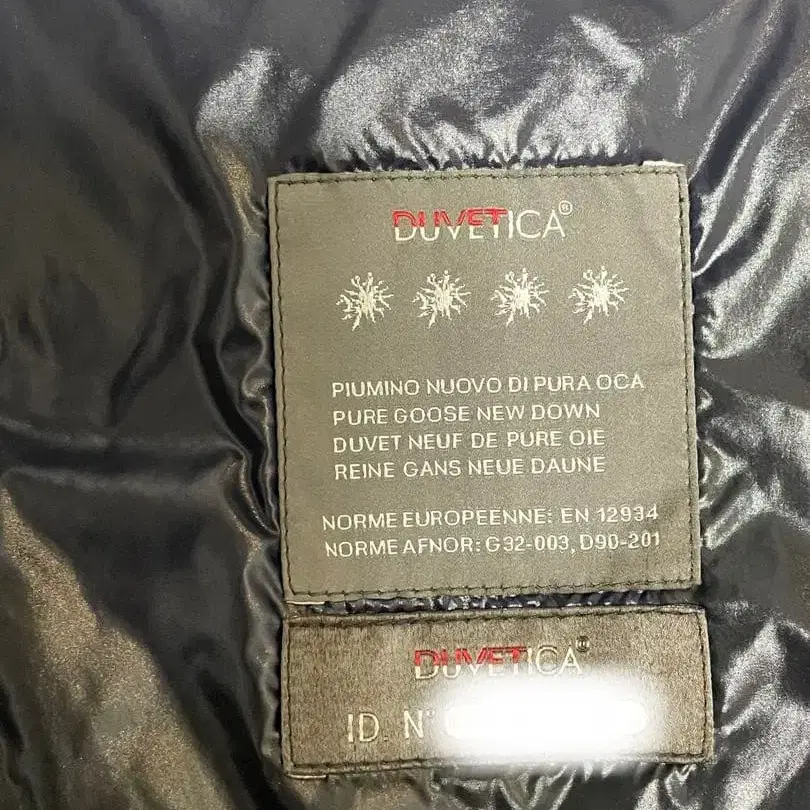 DUVETICA®
PIUMINO NUOVO DI PURA OCA
PURE GOOSE NEW DOWN
DUVET NEUF DE PURE OIE
REINE GANS NEUE DAUNE
NORME EUROPEENNE: EN 12934
NORME AFNOR: G32-003, D90-201
DUVETICA®
ID. N°